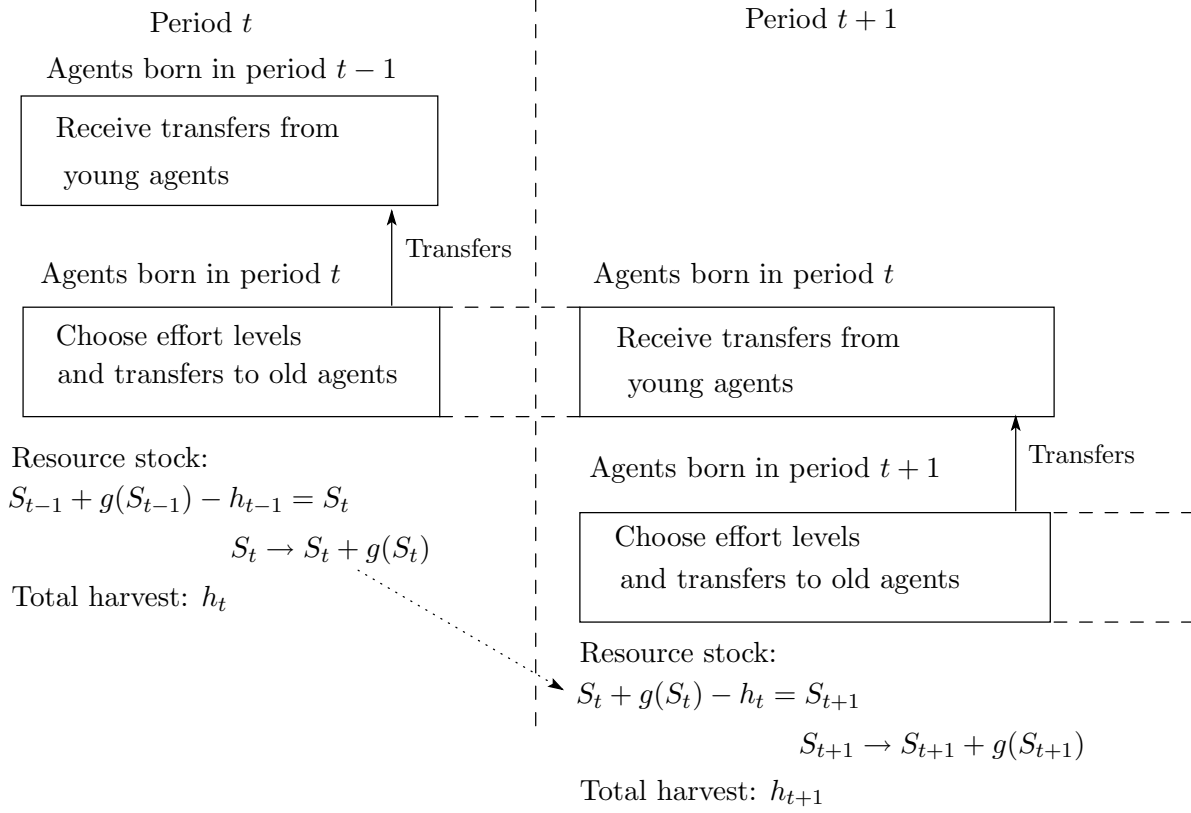 Period t
Agents born in period t − 1
Receive transfers from
young agents
Transfers
Agents born in period t
Choose effort levels
and transfers to old agents
Resource stock:
S_{t−1} + g(S_{t−1}) − h_{t−1} = S_t
S_t → S_t + g(S_t)
Total harvest: h_t
Period t + 1
Agents born in period t
Receive transfers from
young agents
Transfers
Agents born in period t + 1
Choose effort levels
and transfers to old agents
Resource stock:
S_t + g(S_t) − h_t = S_{t+1}
S_{t+1} → S_{t+1} + g(S_{t+1})
Total harvest: h_{t+1}